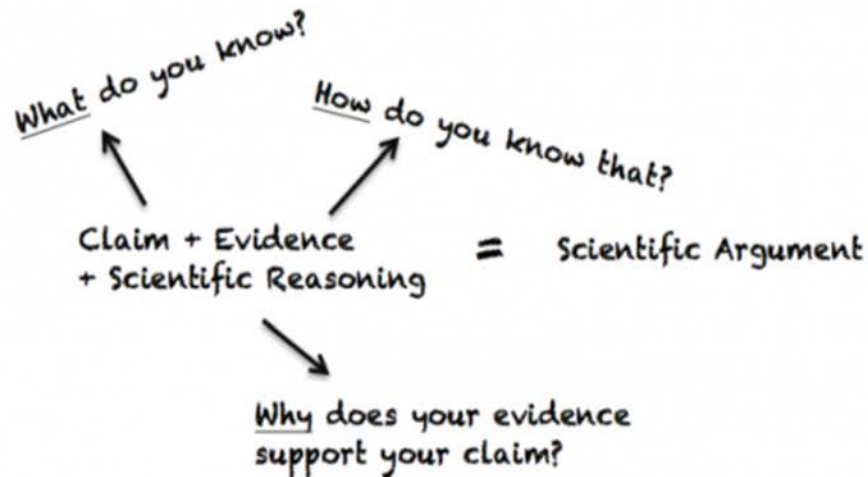 What do you know?
How do you know that?
Claim + Evidence
+ Scientific Reasoning
= Scientific Argument
Why does your evidence
support your claim?